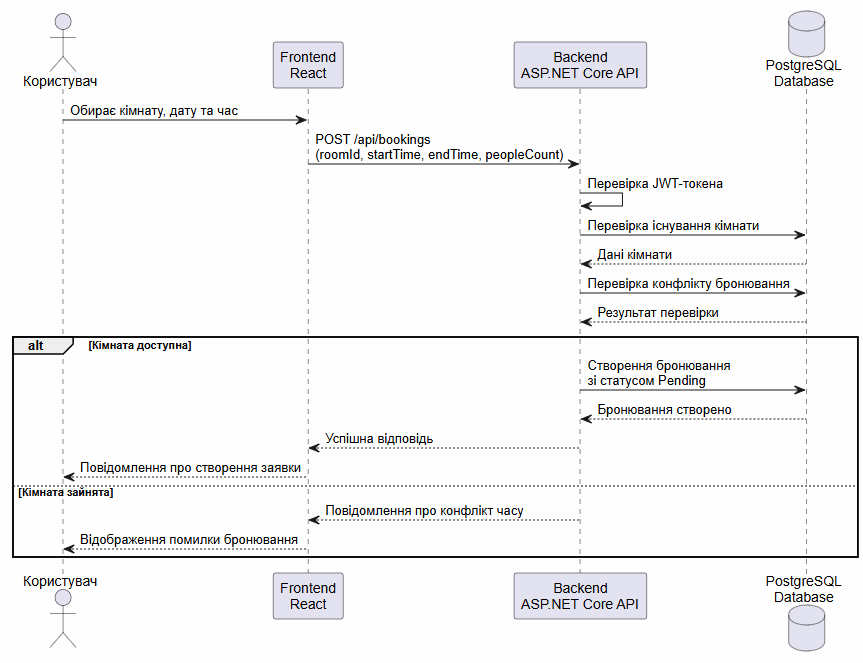 Користувач
Frontend
React
Backend
ASP.NET Core API
PostgreSQL
Database
Обирає кімнату, дату та час
POST /api/bookings
(roomId, startTime, endTime, peopleCount)
Перевірка JWT-токена
Перевірка існування кімнати
Дані кімнати
Перевірка конфлікту бронювання
Результат перевірки
alt
[Кімната доступна]
Створення бронювання
зі статусом Pending
Бронювання створено
Успішна відповідь
Повідомлення про створення заявки
[Кімната зайнята]
Повідомлення про конфлікт часу
Відображення помилки бронювання
Користувач
Frontend
React
Backend
ASP.NET Core API
PostgreSQL
Database